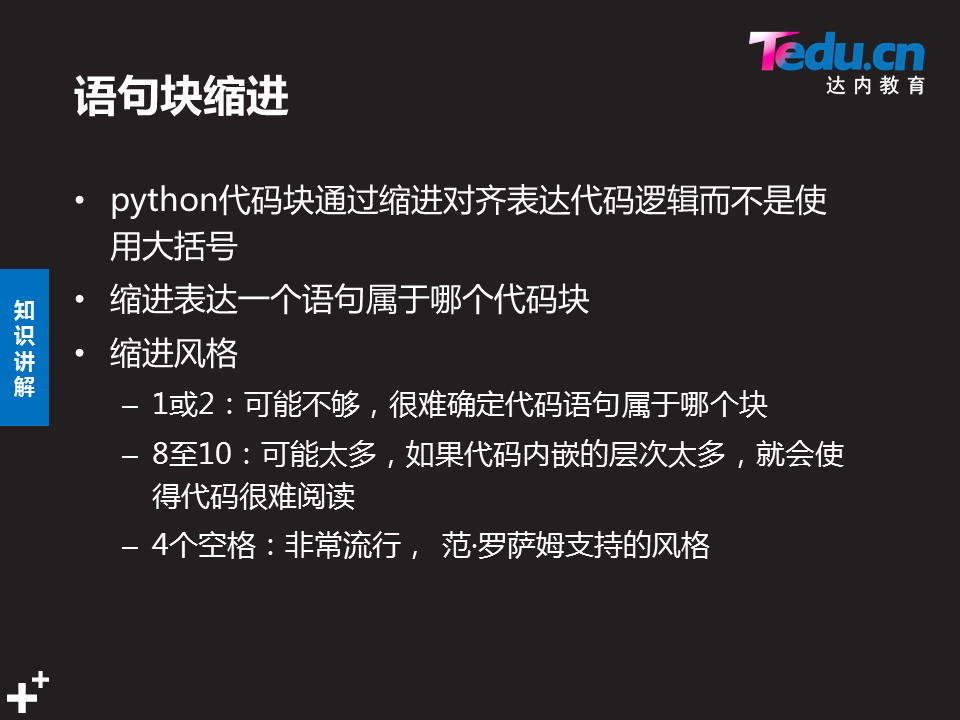 Tedu.cn
达内教育
语句块缩进
• python代码块通过缩进对齐表达代码逻辑而不是使
用大括号
• 缩进表达一个语句属于哪个代码块
• 缩进风格
– 1或2：可能不够，很难确定代码语句属于哪个块
– 8至10：可能太多，如果代码内嵌的层次太多，就会使
得代码很难阅读
– 4个空格：非常流行， 范·罗萨姆支持的风格
知
识
讲
解